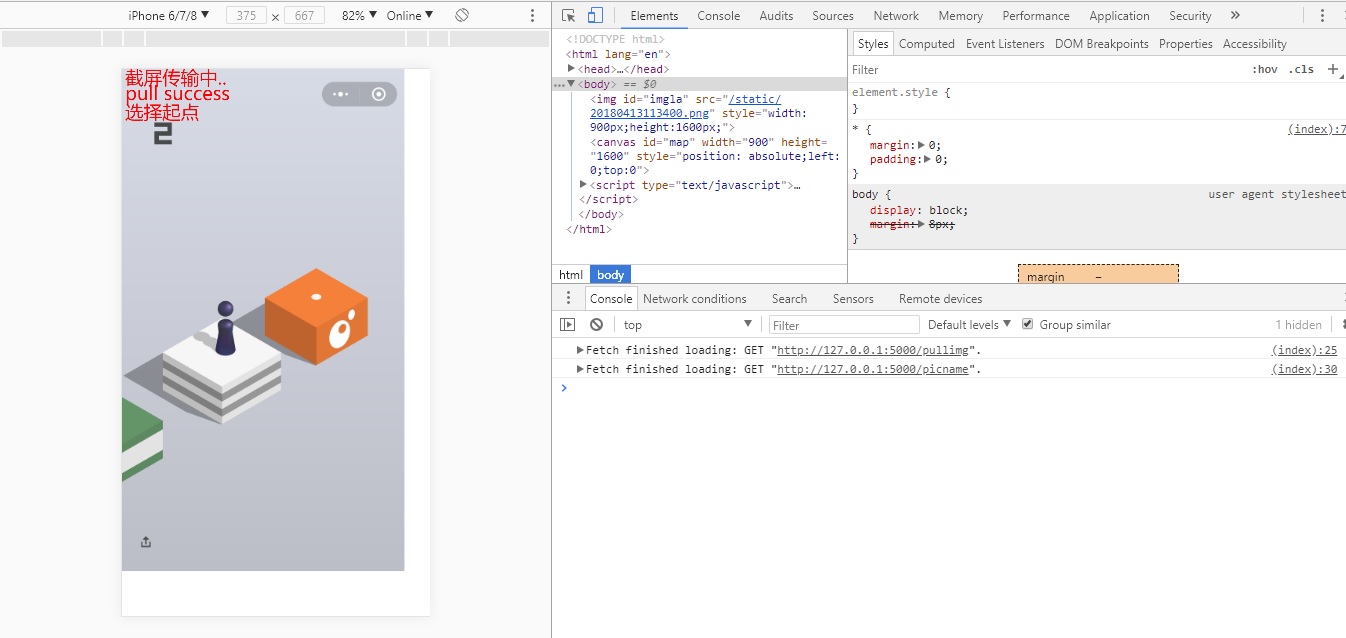 iPhone 6/7/8 ▼ 375 × 667 82% ▼ Online ▼
Elements Console Audits Sources Network Memory Performance Application Security »
截屏传输中..
pull success
选择起点
2
<!DOCTYPE html>
<html lang="en">
▶<head>…</head>
…▼<body> == $0
<img id="imgla" src="/static/
20180413113400.png" style="width:
900px;height:1600px;">
<canvas id="map" width="900" height=
"1600" style="position: absolute;left:
0;top:0">
▶<script type="text/javascript">…
</script>
</body>
</html>
html body
Styles Computed Event Listeners DOM Breakpoints Properties Accessibility
Filter :hov .cls +
element.style {
}
* { (index):7
margin:▶0;
padding:▶0;
}
body { user agent stylesheet
display: block;
margin:▶8px;
}
margin –
Console Network conditions Search Sensors Remote devices
top ▼ Filter Default levels ▼ Group similar 1 hidden
▶Fetch finished loading: GET "http://127.0.0.1:5000/pullimg". (index):25
▶Fetch finished loading: GET "http://127.0.0.1:5000/picname". (index):30
>